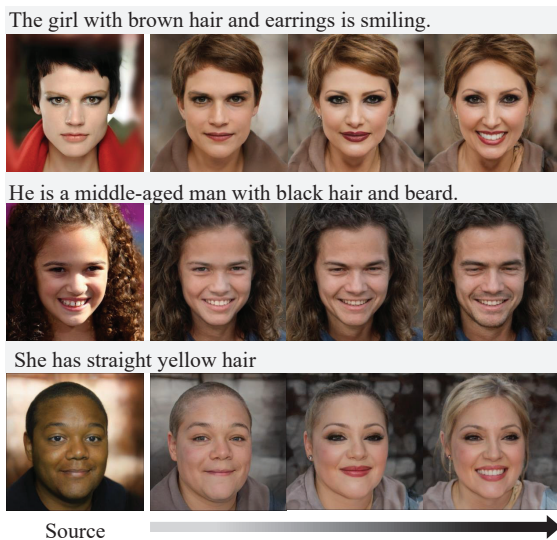 The girl with brown hair and earrings is smiling.
He is a middle-aged man with black hair and beard.
She has straight yellow hair
Source